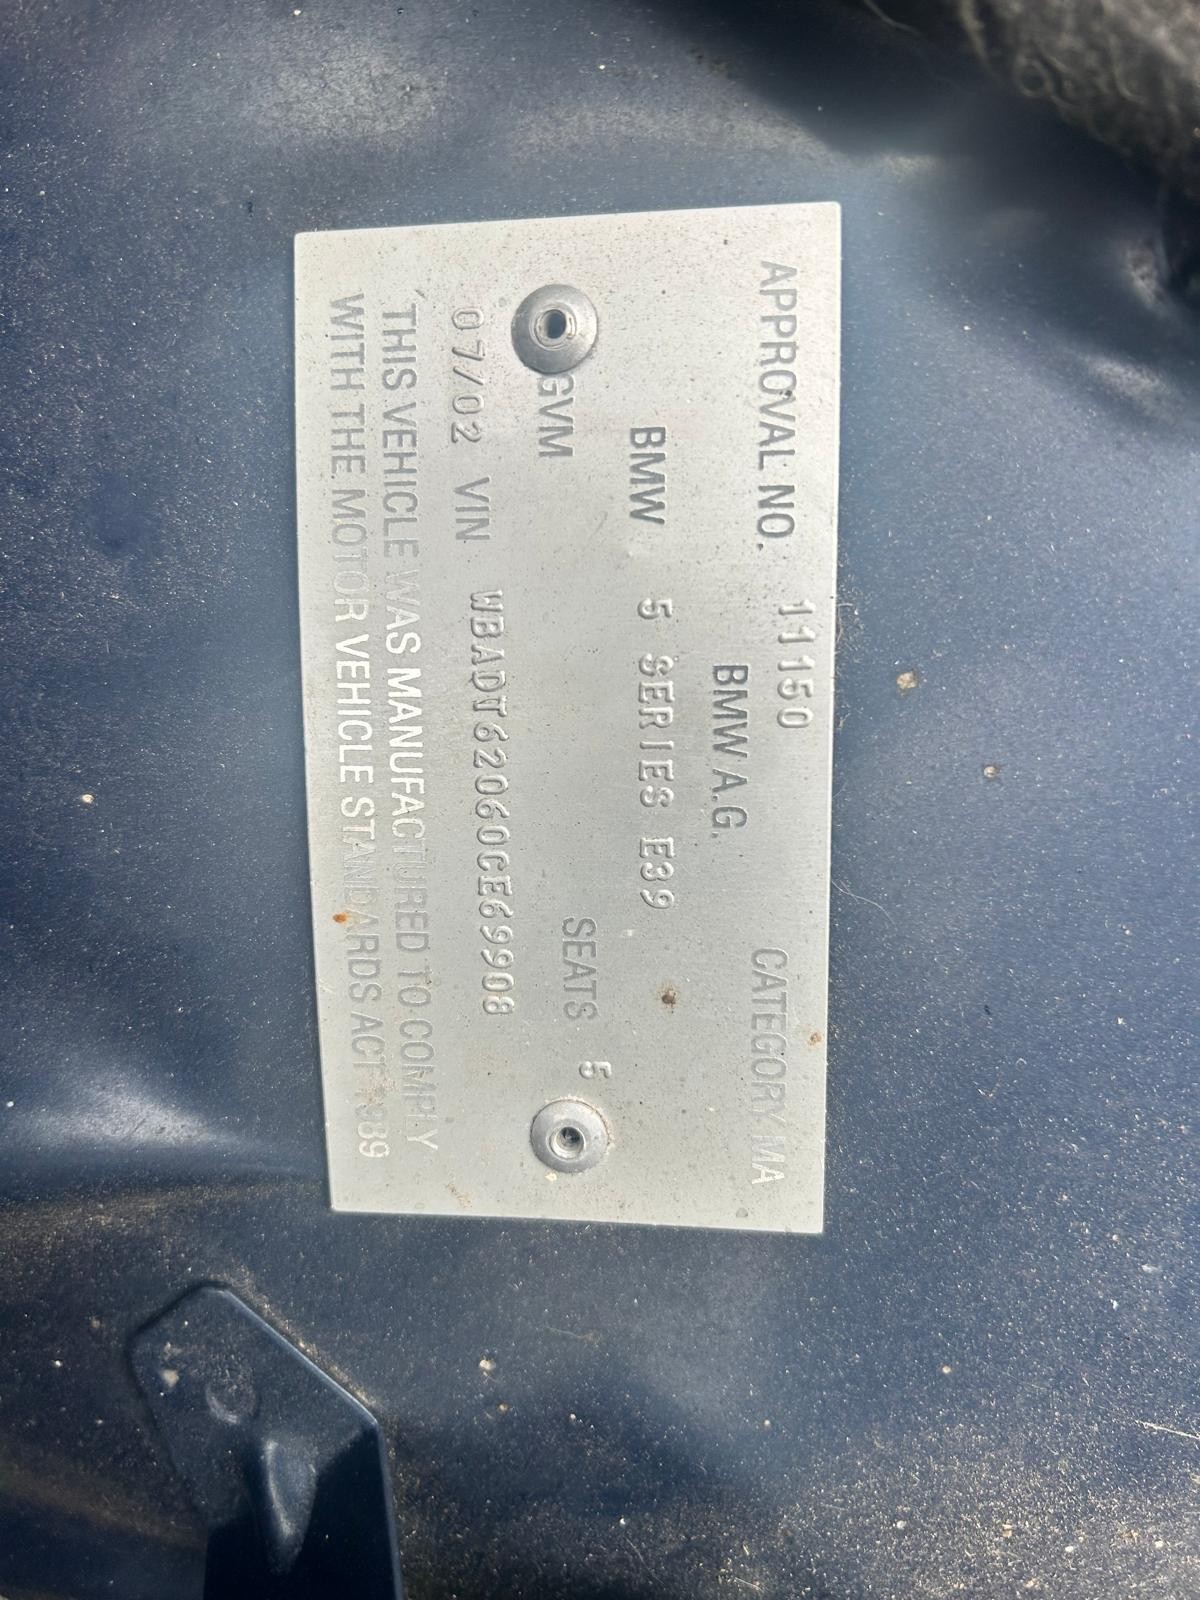 APPROVAL NO. 11150 CATEGORY MA
BMW A.G.
BMW 5 SERIES E39
GVM SEATS 5
07/02 VIN WBADT62060CE69908
THIS VEHICLE WAS MANUFACTURED TO COMPLY
WITH THE MOTOR VEHICLE STANDARDS ACT 1989